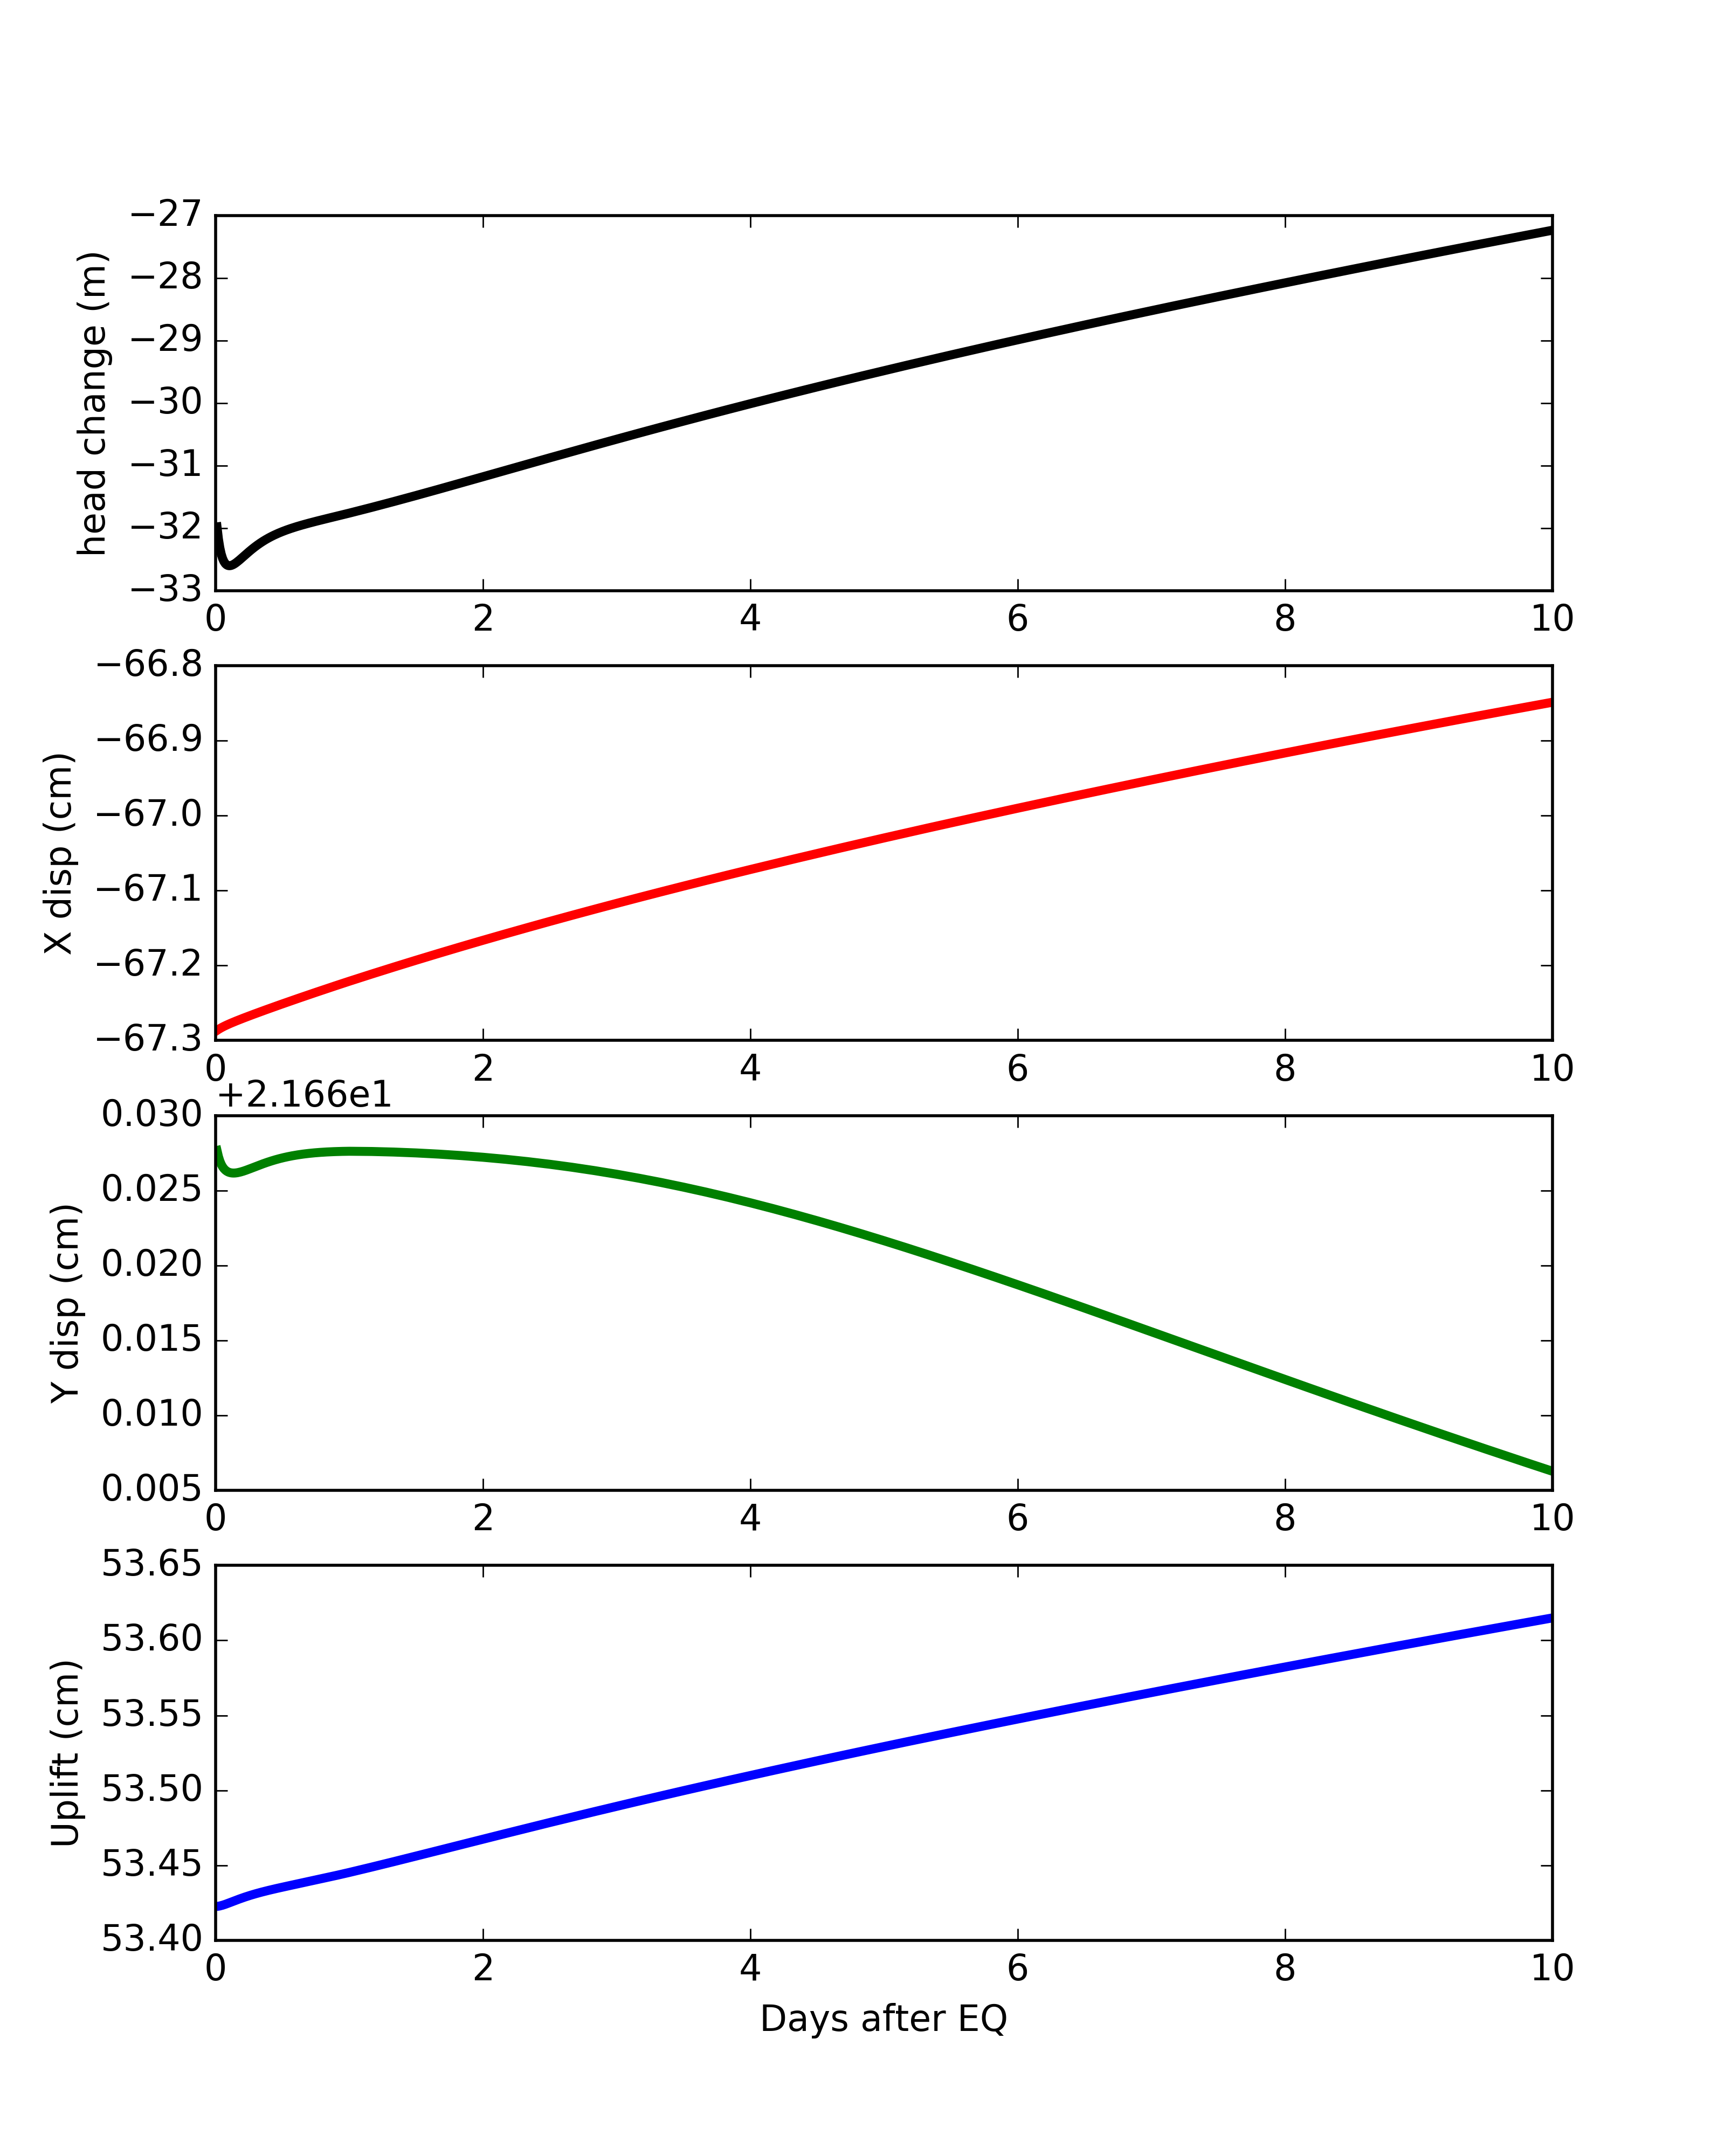 head change (m)
−27
−28
−29
−30
−31
−32
−33
0 2 4 6 8 10
X disp (cm)
−66.8
−66.9
−67.0
−67.1
−67.2
−67.3
0 2 4 6 8 10
+2.166e1
Y disp (cm)
0.030
0.025
0.020
0.015
0.010
0.005
0 2 4 6 8 10
Uplift (cm)
53.65
53.60
53.55
53.50
53.45
53.40
0 2 4 6 8 10
Days after EQ